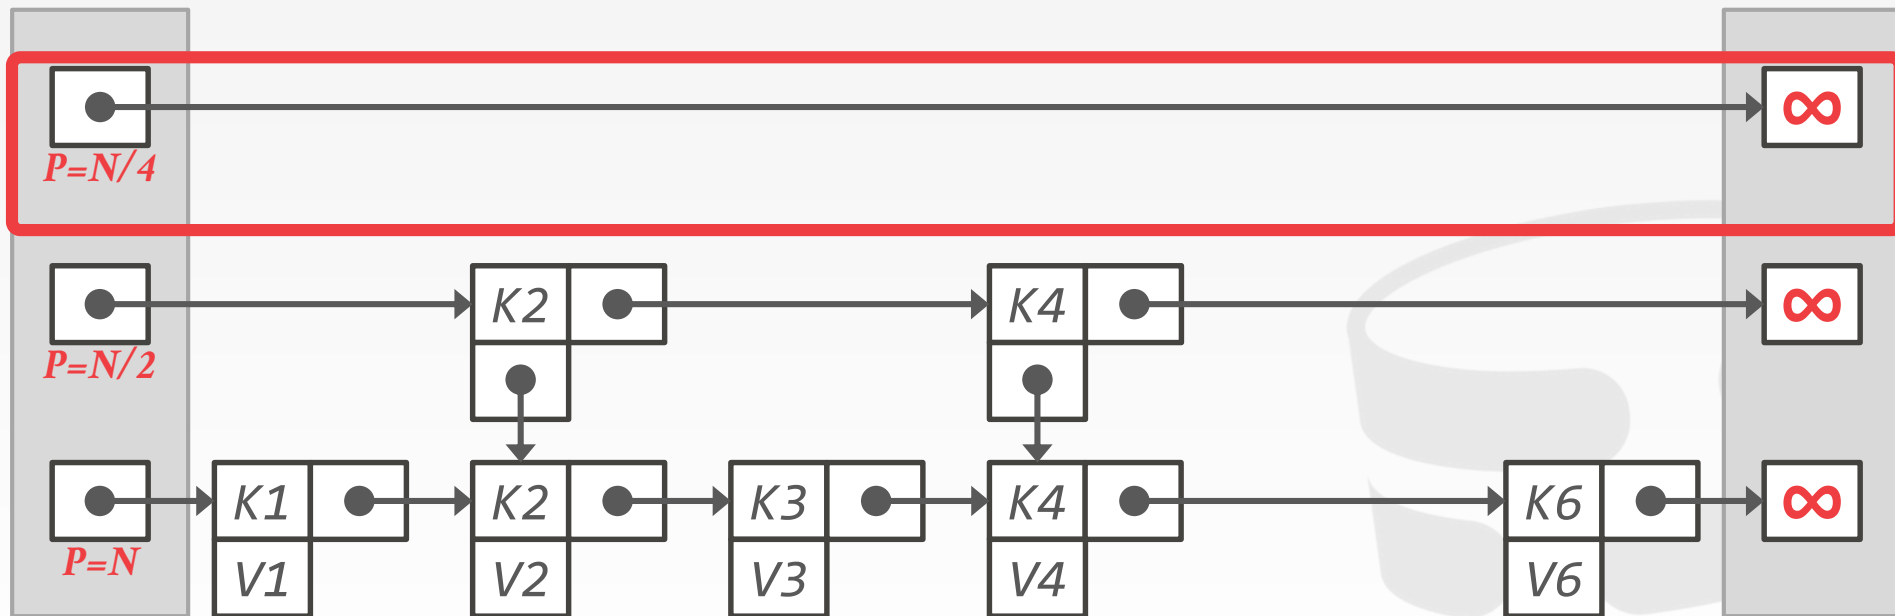 ∞
P=N/4
K2 K4 ∞
P=N/2
K1 K2 K3 K4 K6 ∞
P=N
V1 V2 V3 V4 V6